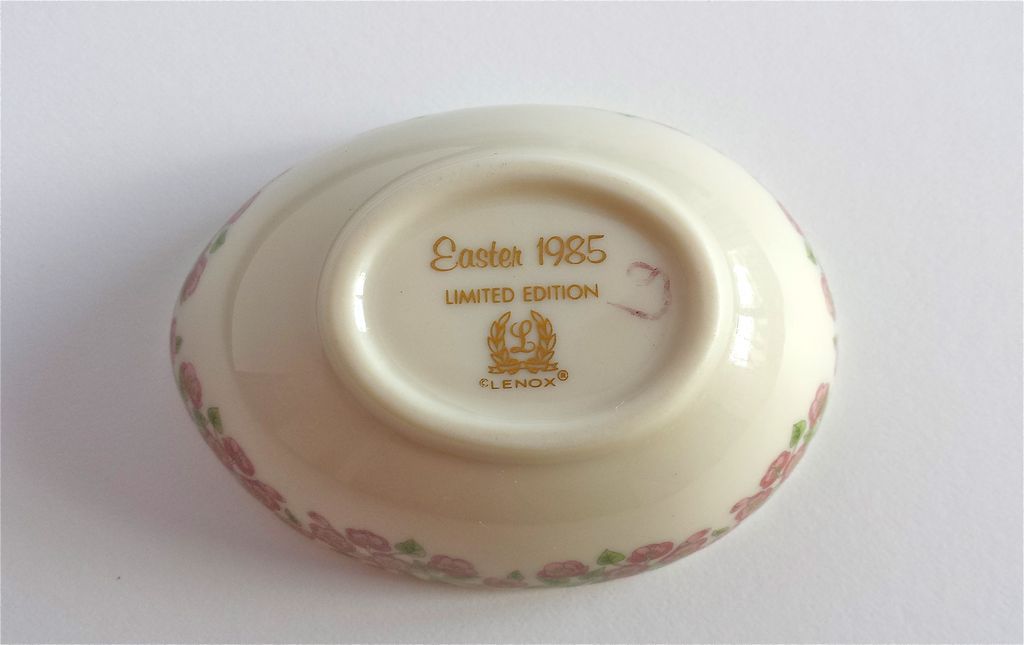 Easter 1985
LIMITED EDITION
L
©LENOX®